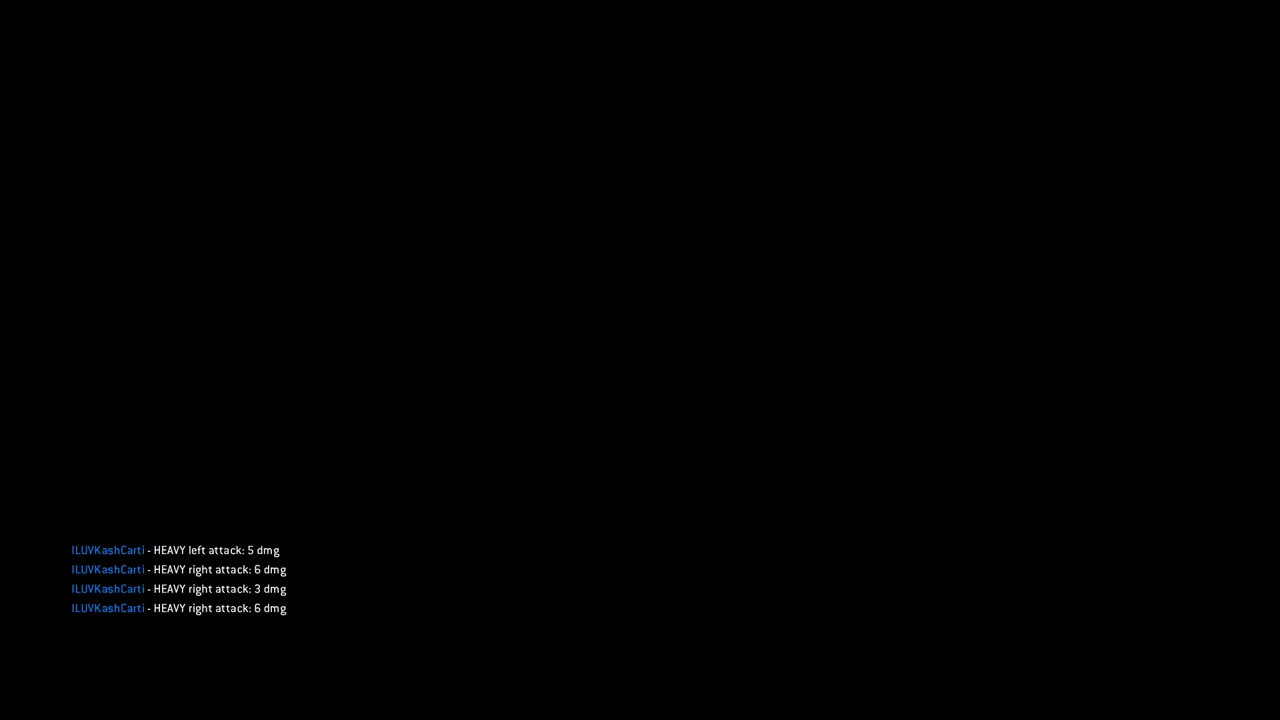 ILUVKashCarti - HEAVY left attack: 5 dmg
ILUVKashCarti - HEAVY right attack: 6 dmg
ILUVKashCarti - HEAVY right attack: 3 dmg
ILUVKashCarti - HEAVY right attack: 6 dmg